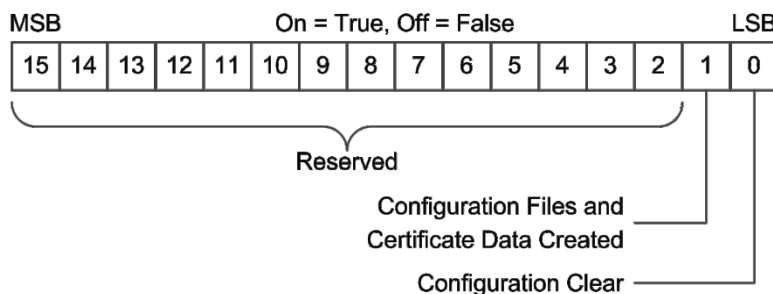 MSB On = True, Off = False LSB
15 14 13 12 11 10 9 8 7 6 5 4 3 2 1 0
Reserved
Configuration Files and
Certificate Data Created
Configuration Clear